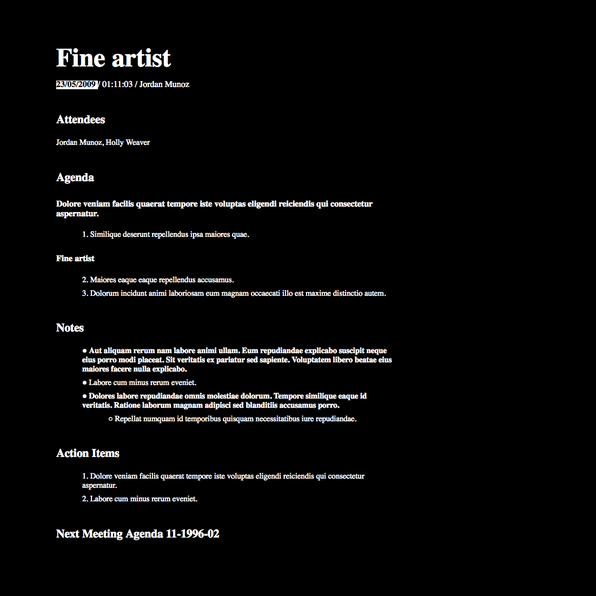 Fine artist
23/05/2009 / 01:11:03 / Jordan Munoz
Attendees
Jordan Munoz, Holly Weaver
Agenda
Dolore veniam facilis quaerat tempore iste voluptas eligendi reiciendis qui consectetur
aspernatur.
1. Similique deserunt repellendus ipsa maiores quae.
Fine artist
2. Maiores eaque eaque repellendus accusamus.
3. Dolorum incidunt animi laboriosam eum magnam occaecati illo est maxime distinctio autem.
Notes
● Aut aliquam rerum nam labore animi ullam. Eum repudiandae explicabo suscipit neque
eius porro modi placeat. Sit veritatis ex pariatur sed sapiente. Voluptatem libero beatae eius
maiores facere nulla explicabo.
● Labore cum minus rerum eveniet.
● Dolores labore repudiandae omnis molestiae dolorum. Tempore similique eaque id
veritatis. Ratione laborum magnam adipisci sed blanditiis accusamus porro.
○ Repellat numquam id temporibus quisquam necessitatibus iure repudiandae.
Action Items
1. Dolore veniam facilis quaerat tempore iste voluptas eligendi reiciendis qui consectetur
aspernatur.
2. Labore cum minus rerum eveniet.
Next Meeting Agenda 11-1996-02